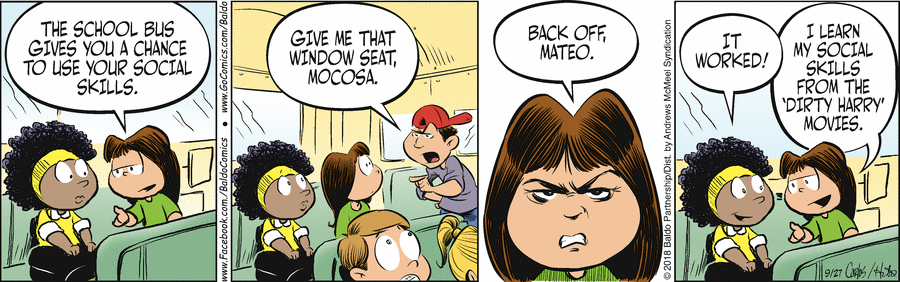 THE SCHOOL BUS
GIVES YOU A CHANCE
TO USE YOUR SOCIAL
SKILLS.
www.Facebook.com/BaldoComics • www.GoComics.com/Baldo
GIVE ME THAT
WINDOW SEAT,
MOCOSA.
BACK OFF,
MATEO.
© 2018 Baldo Partnership/Dist. by Andrews McMeel Syndication
IT
WORKED!
I LEARN
MY SOCIAL
SKILLS
FROM THE
'DIRTY HARRY'
MOVIES.
9/27